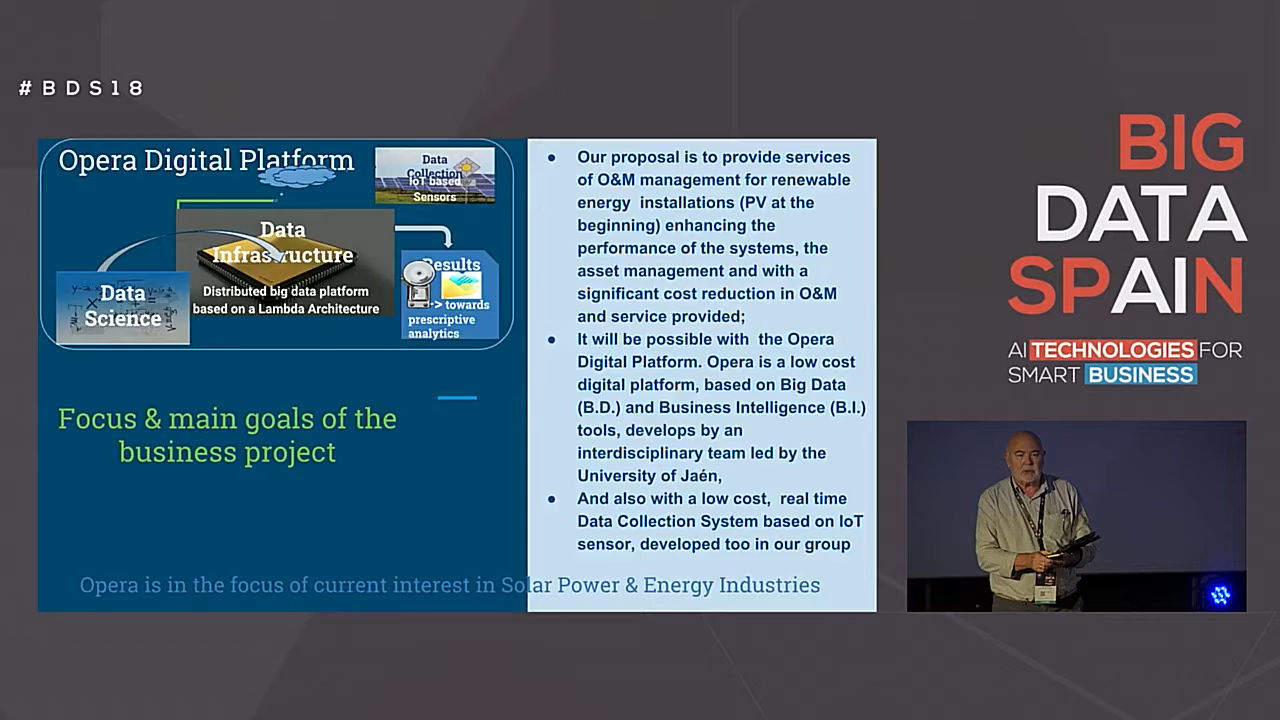 #BDS18
Opera Digital Platform
Data
Collection
IoT based
Sensors
Data
Infrastructure
Distributed big data platform
based on a Lambda Architecture
Data
Science
Results
-> towards
prescriptive
analytics
Focus & main goals of the
business project
• Our proposal is to provide services
of O&M management for renewable
energy installations (PV at the
beginning) enhancing the
performance of the systems, the
asset management and with a
significant cost reduction in O&M
and service provided;
• It will be possible with the Opera
Digital Platform. Opera is a low cost
digital platform, based on Big Data
(B.D.) and Business Intelligence (B.I.)
tools, develops by an
interdisciplinary team led by the
University of Jaén,
• And also with a low cost, real time
Data Collection System based on IoT
sensor, developed too in our group
Opera is in the focus of current interest in Solar Power & Energy Industries
BIG
DATA
SPAIN
AI TECHNOLOGIES FOR
SMART BUSINESS